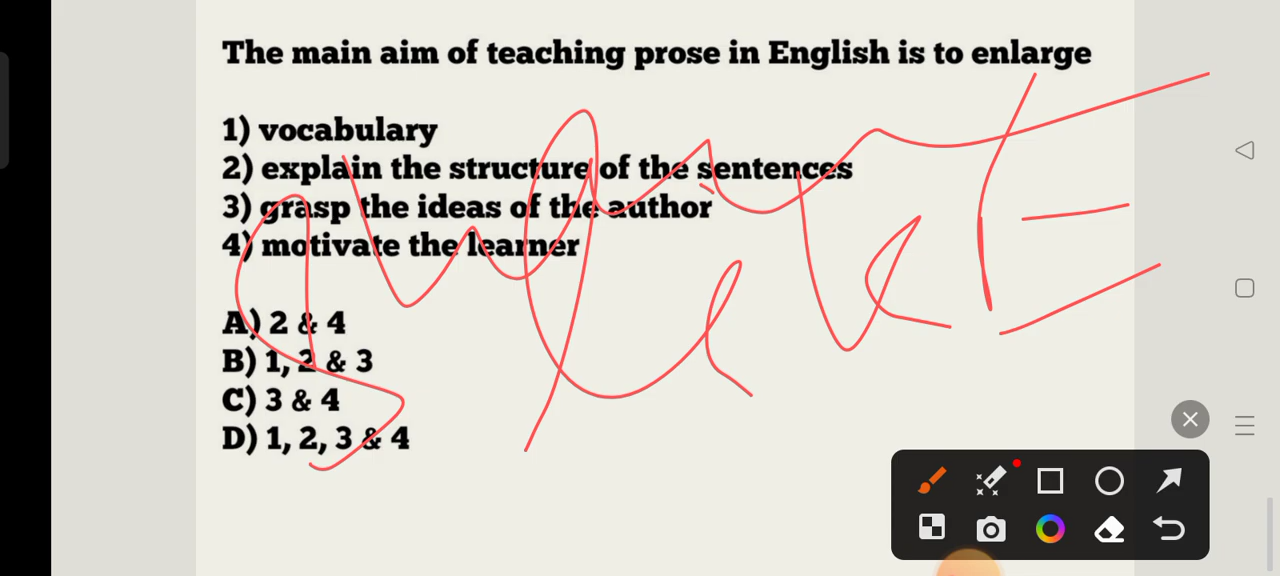 The main aim of teaching prose in English is to enlarge
1) vocabulary
2) explain the structure of the sentences
3) grasp the ideas of the author
4) motivate the learner
A) 2 & 4
B) 1, 2 & 3
C) 3 & 4
D) 1, 2, 3 & 4